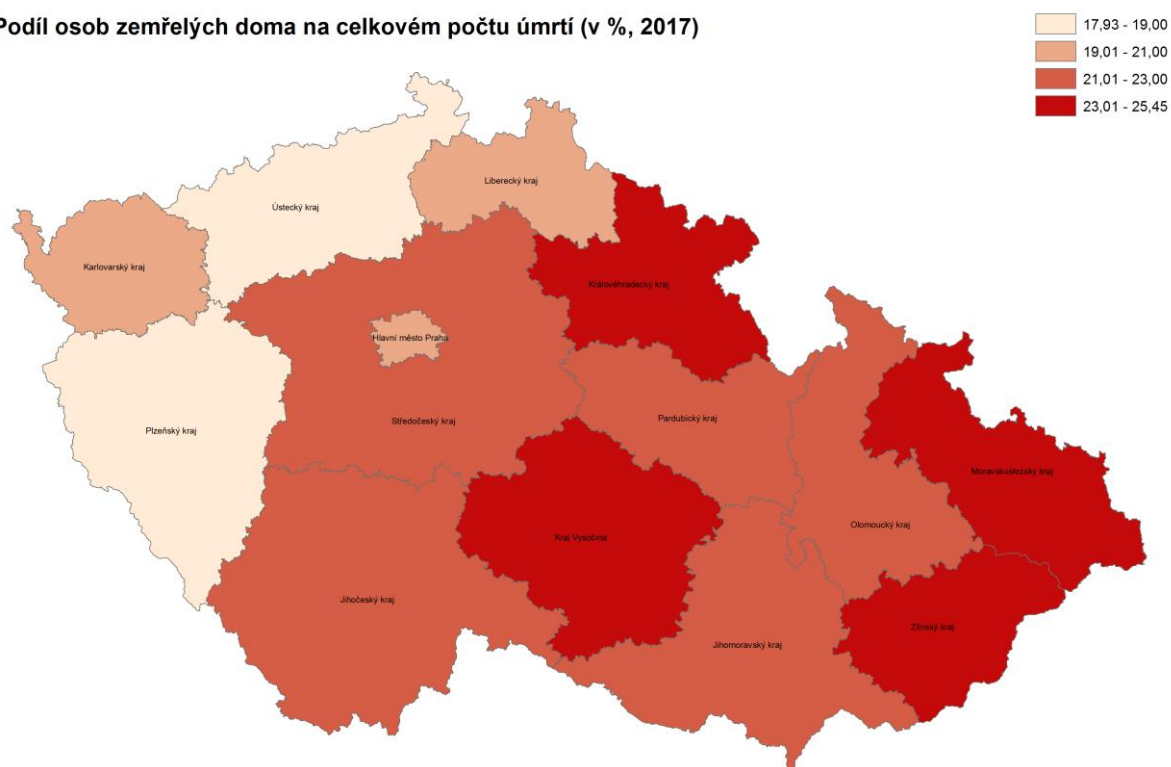 Podíl osob zemřelých doma na celkovém počtu úmrtí (v %, 2017)
17,93 - 19,00
19,01 - 21,00
21,01 - 23,00
23,01 - 25,45
Liberecký kraj
Ústecký kraj
Karlovarský kraj
Královéhradecký kraj
Hlavní město Praha
Plzeňský kraj
Středočeský kraj
Pardubický kraj
Moravskoslezský kraj
Olomoucký kraj
Kraj Vysočina
Jihočeský kraj
Zlínský kraj
Jihomoravský kraj